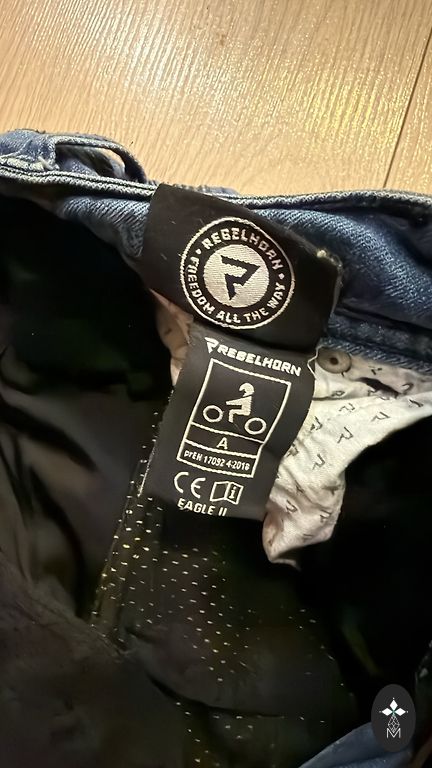 REBELHORN
FREEDOM ALL THE WAY
REBELHORN
A
prEN 17092 4:2018
CE
i
EAGLE II
M